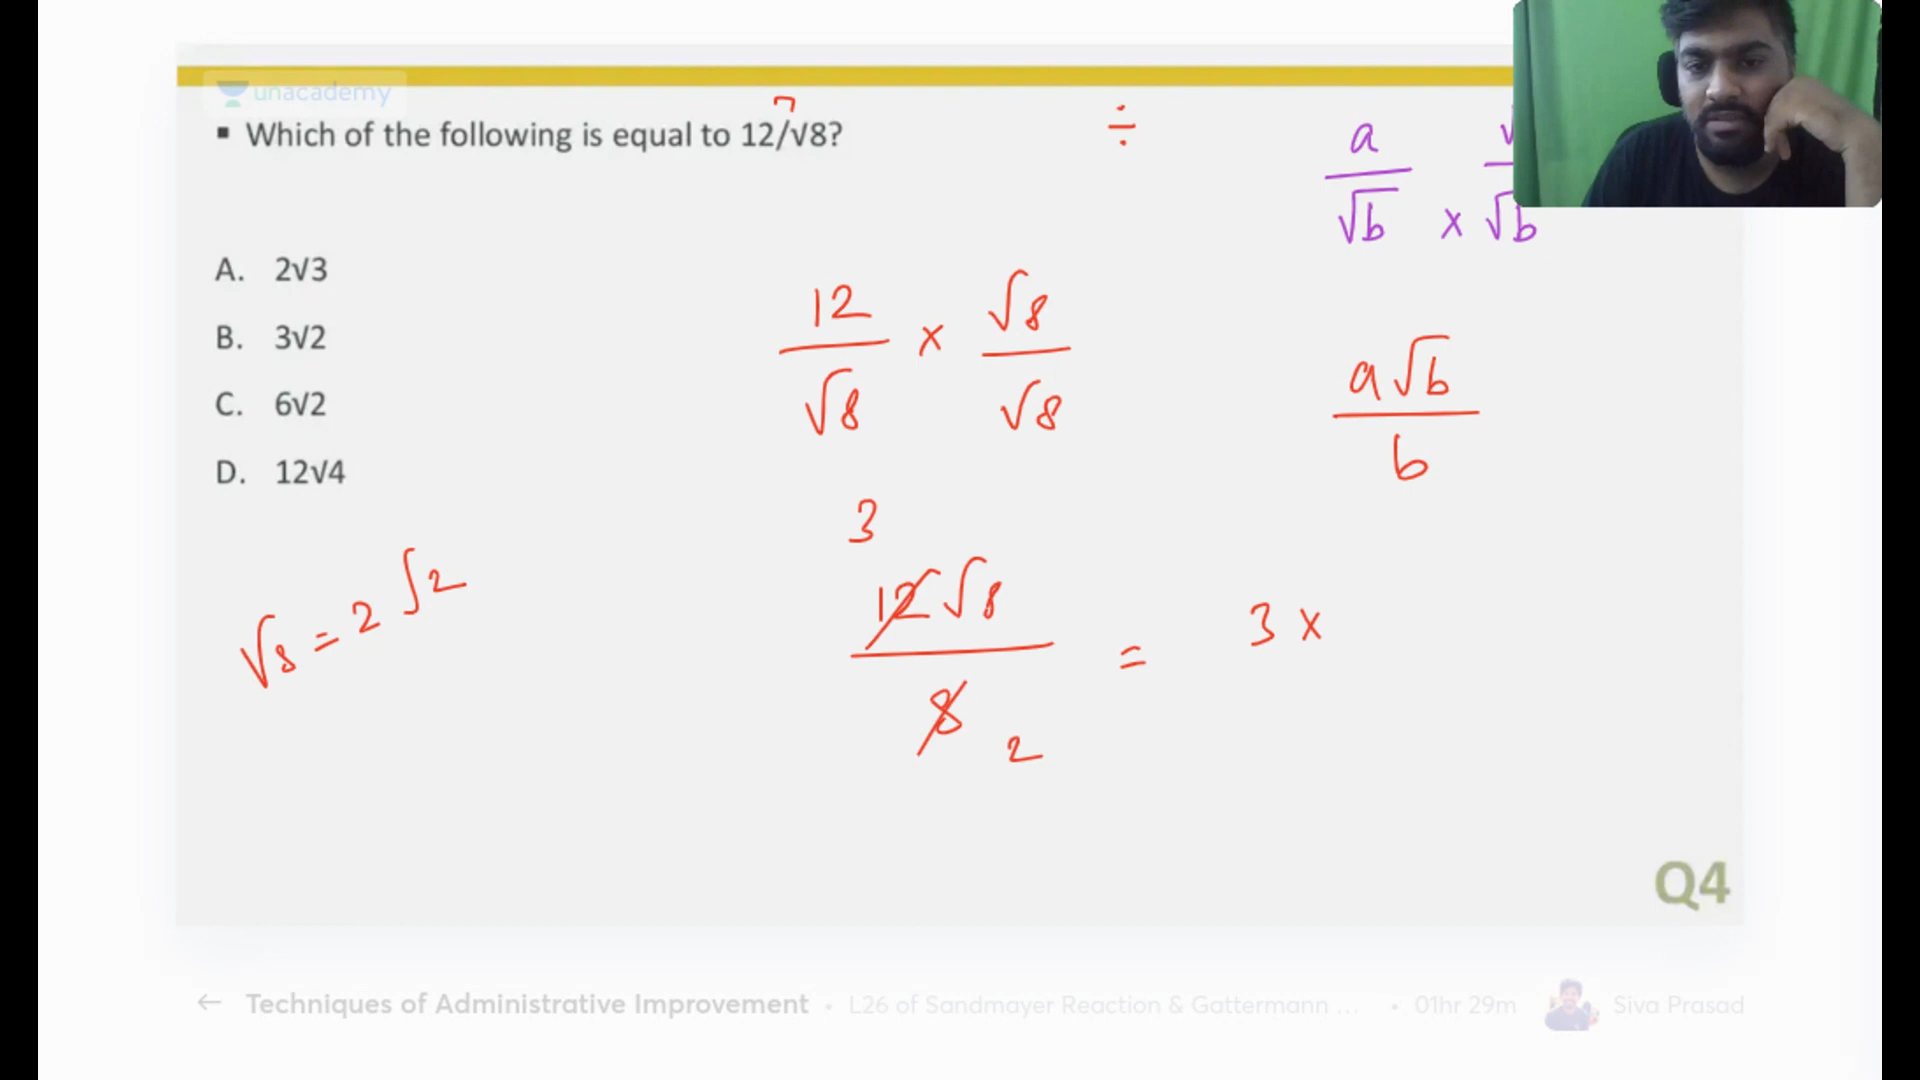 unacademy
7
▪ Which of the following is equal to 12/√8?
÷
a
√b × √b
A. 2√3
B. 3√2
C. 6√2
D. 12√4
12 × √8
√8 √8
a√b
b
3
12√8 = 3 ×
8 2
√8 = 2√2
Q4
← Techniques of Administrative Improvement • L26 of Sandmayer Reaction & Gattermann ... • 01hr 29m Siva Prasad